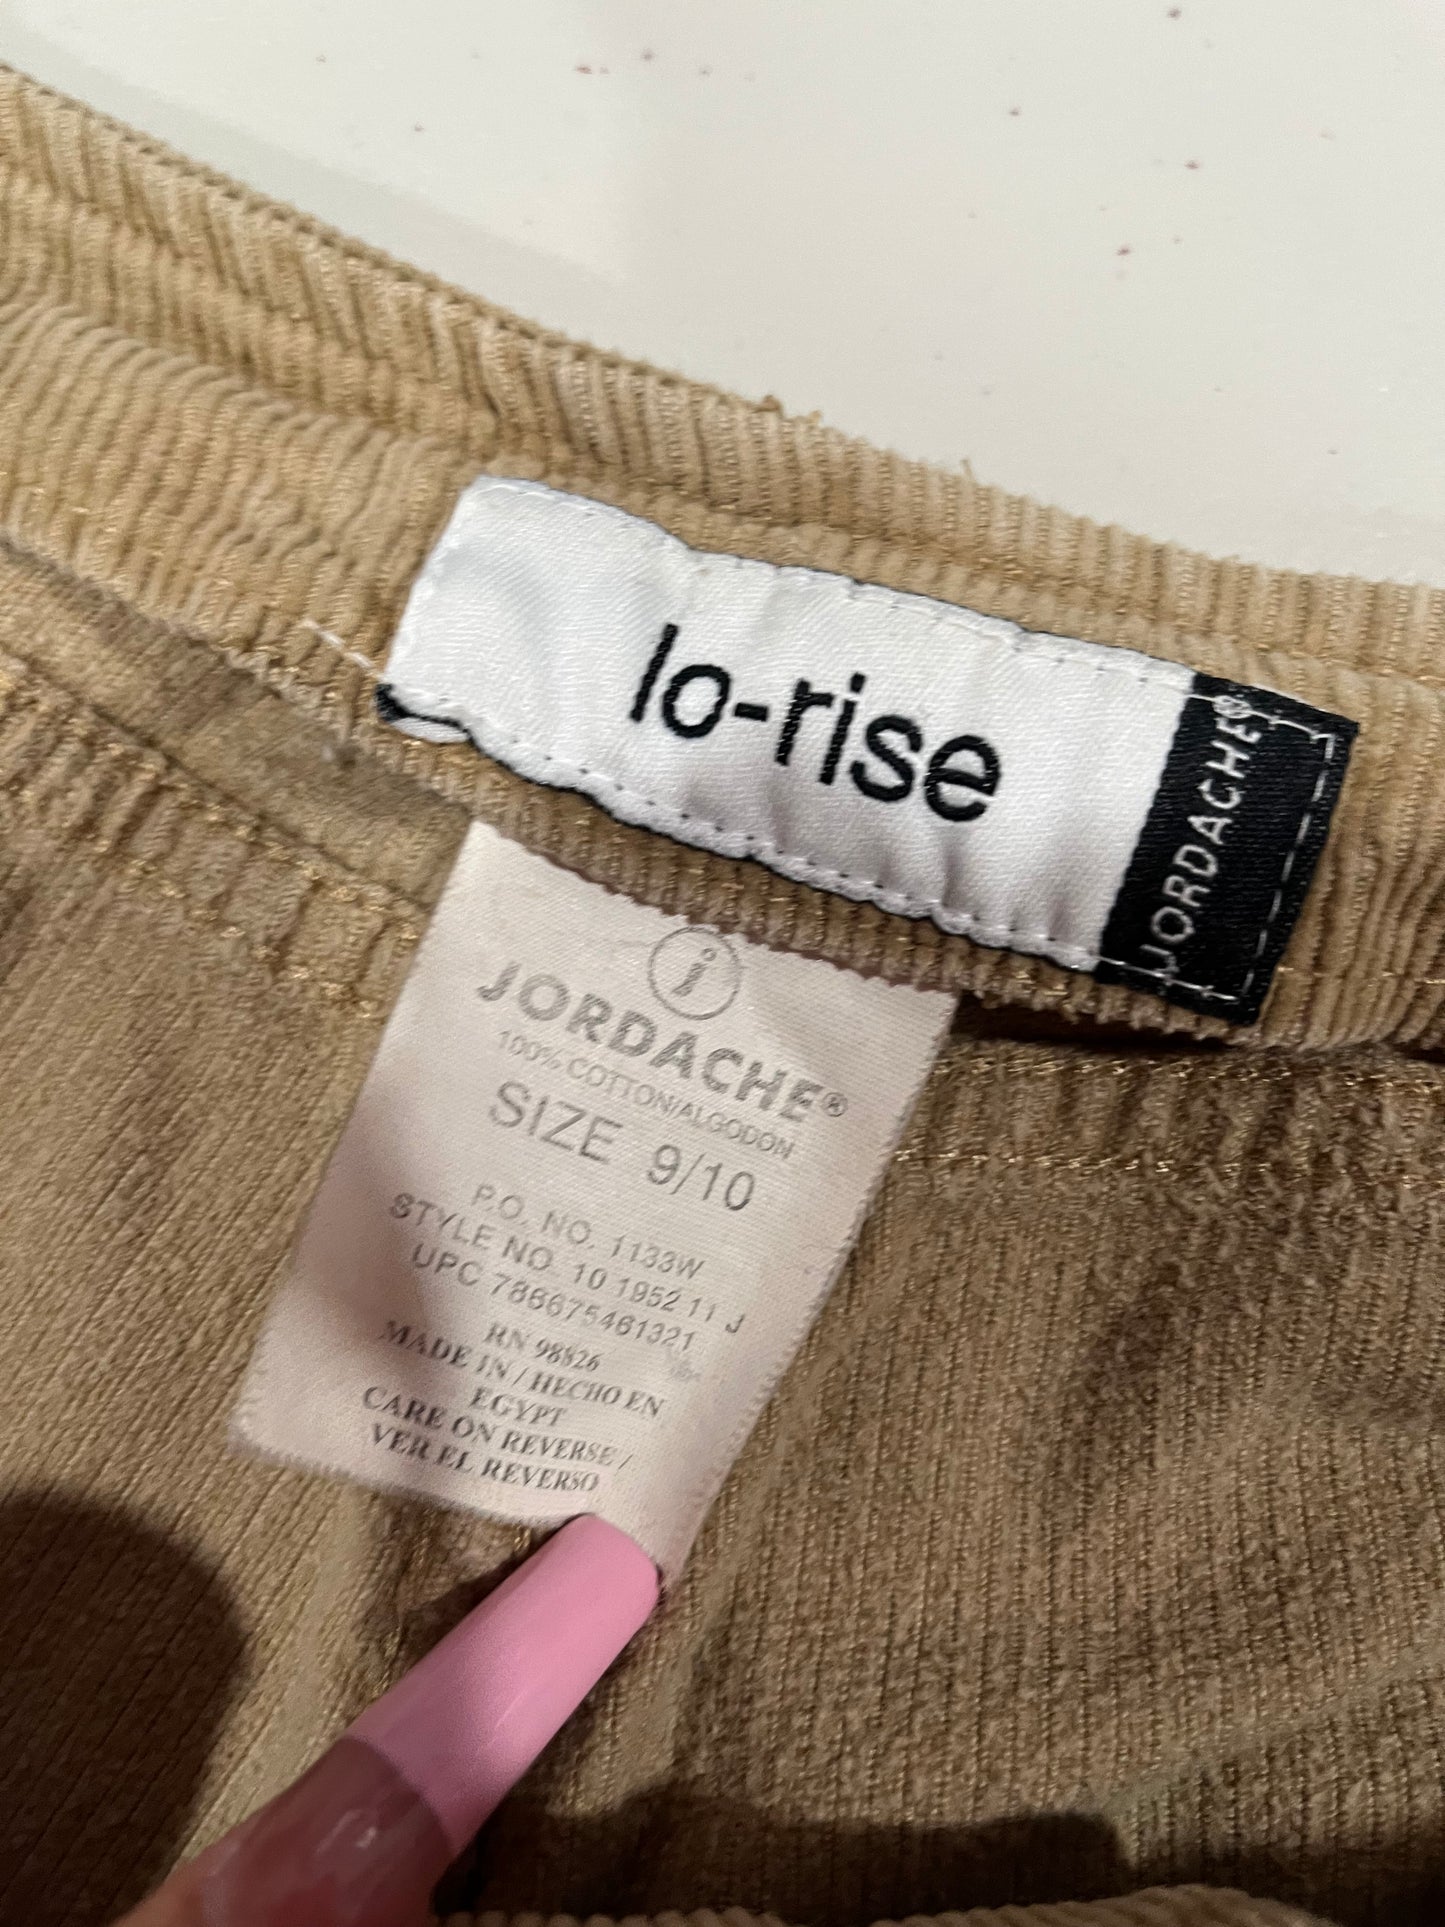 lo-rise
JORDACHE®
j
JORDACHE®
100% COTTON/ALGODON
SIZE 9/10
P.O. NO. 1133W
STYLE NO. 10 1952 11 J
UPC 786675461321
RN 98826
MADE IN / HECHO EN
EGYPT
CARE ON REVERSE /
VER EL REVERSO